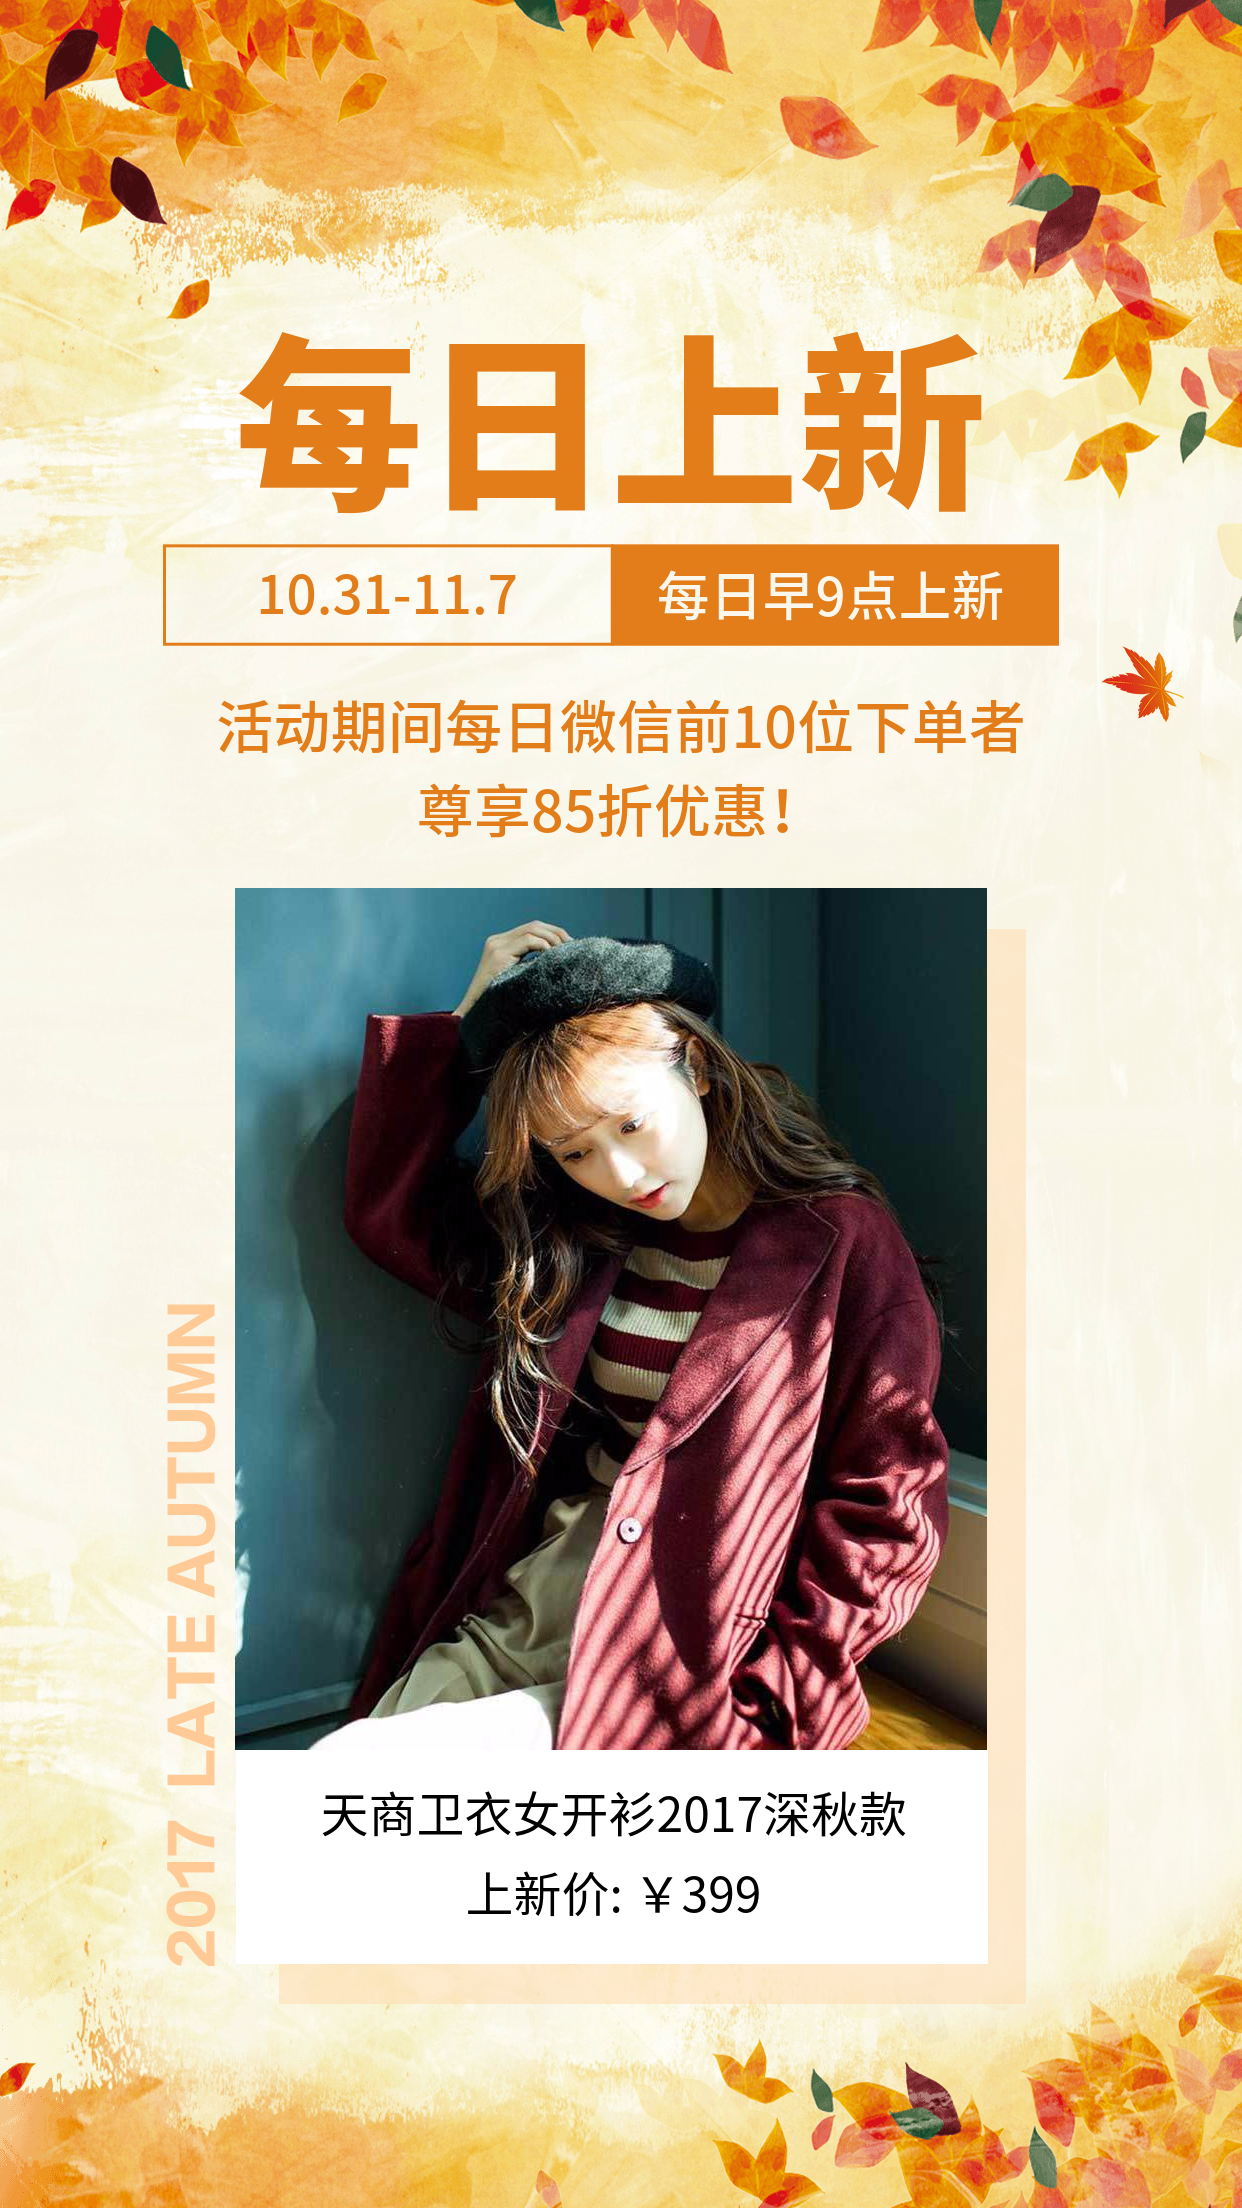 每日上新
10.31-11.7
每日早9点上新
活动期间每日微信前10位下单者
尊享85折优惠！
2017 LATE AUTUMN
天商卫衣女开衫2017深秋款
上新价:￥399